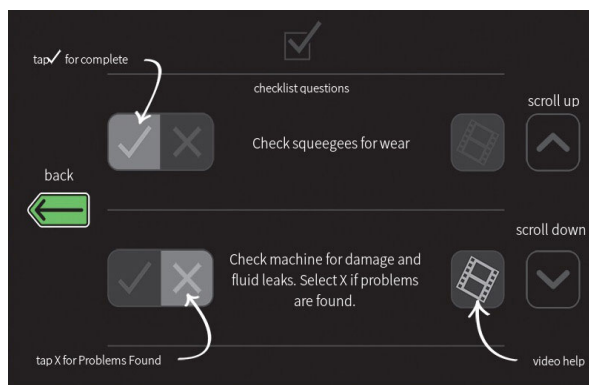 tap✓ for complete
checklist questions
scroll up
Check squeegees for wear
back
scroll down
Check machine for damage and
fluid leaks. Select X if problems
are found.
tap X for Problems Found
video help